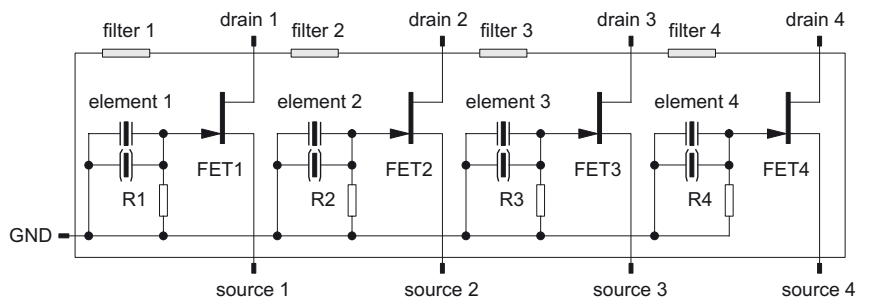 drain 1 drain 2 drain 3 drain 4
filter 1 filter 2 filter 3 filter 4
element 1 element 2 element 3 element 4
FET1 FET2 FET3 FET4
R1 R2 R3 R4
GND
source 1 source 2 source 3 source 4